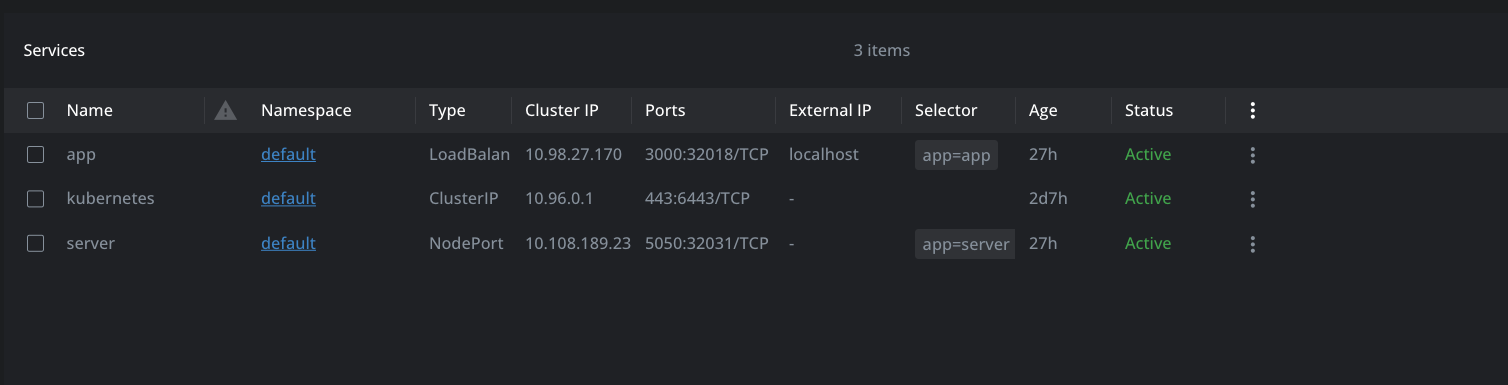 Services 3 items
Name Namespace Type Cluster IP Ports External IP Selector Age Status
app default LoadBalan 10.98.27.170 3000:32018/TCP localhost app=app 27h Active
kubernetes default ClusterIP 10.96.0.1 443:6443/TCP - 2d7h Active
server default NodePort 10.108.189.23 5050:32031/TCP - app=server 27h Active